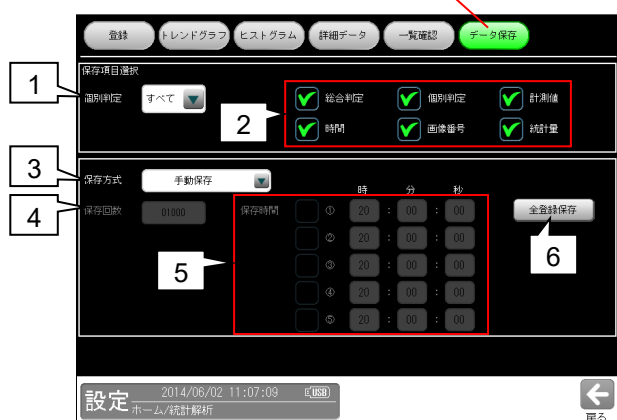 登録 トレンドグラフ ヒストグラム 詳細データ 一覧確認 データ保存
保存項目選択
1 個別判定 すべて 2 総合判定 個別判定 計測値
時間 画像番号 統計量
3 保存方式 手動保存
時 分 秒
4 保存回数 01000 保存時間 ① 20 : 00 : 00 全登録保存
② 20 : 00 : 00 6
5 ③ 20 : 00 : 00
④ 20 : 00 : 00
⑤ 20 : 00 : 00
設定 2014/06/02 11:07:09 E(USB)
ホーム/統計解析 戻る